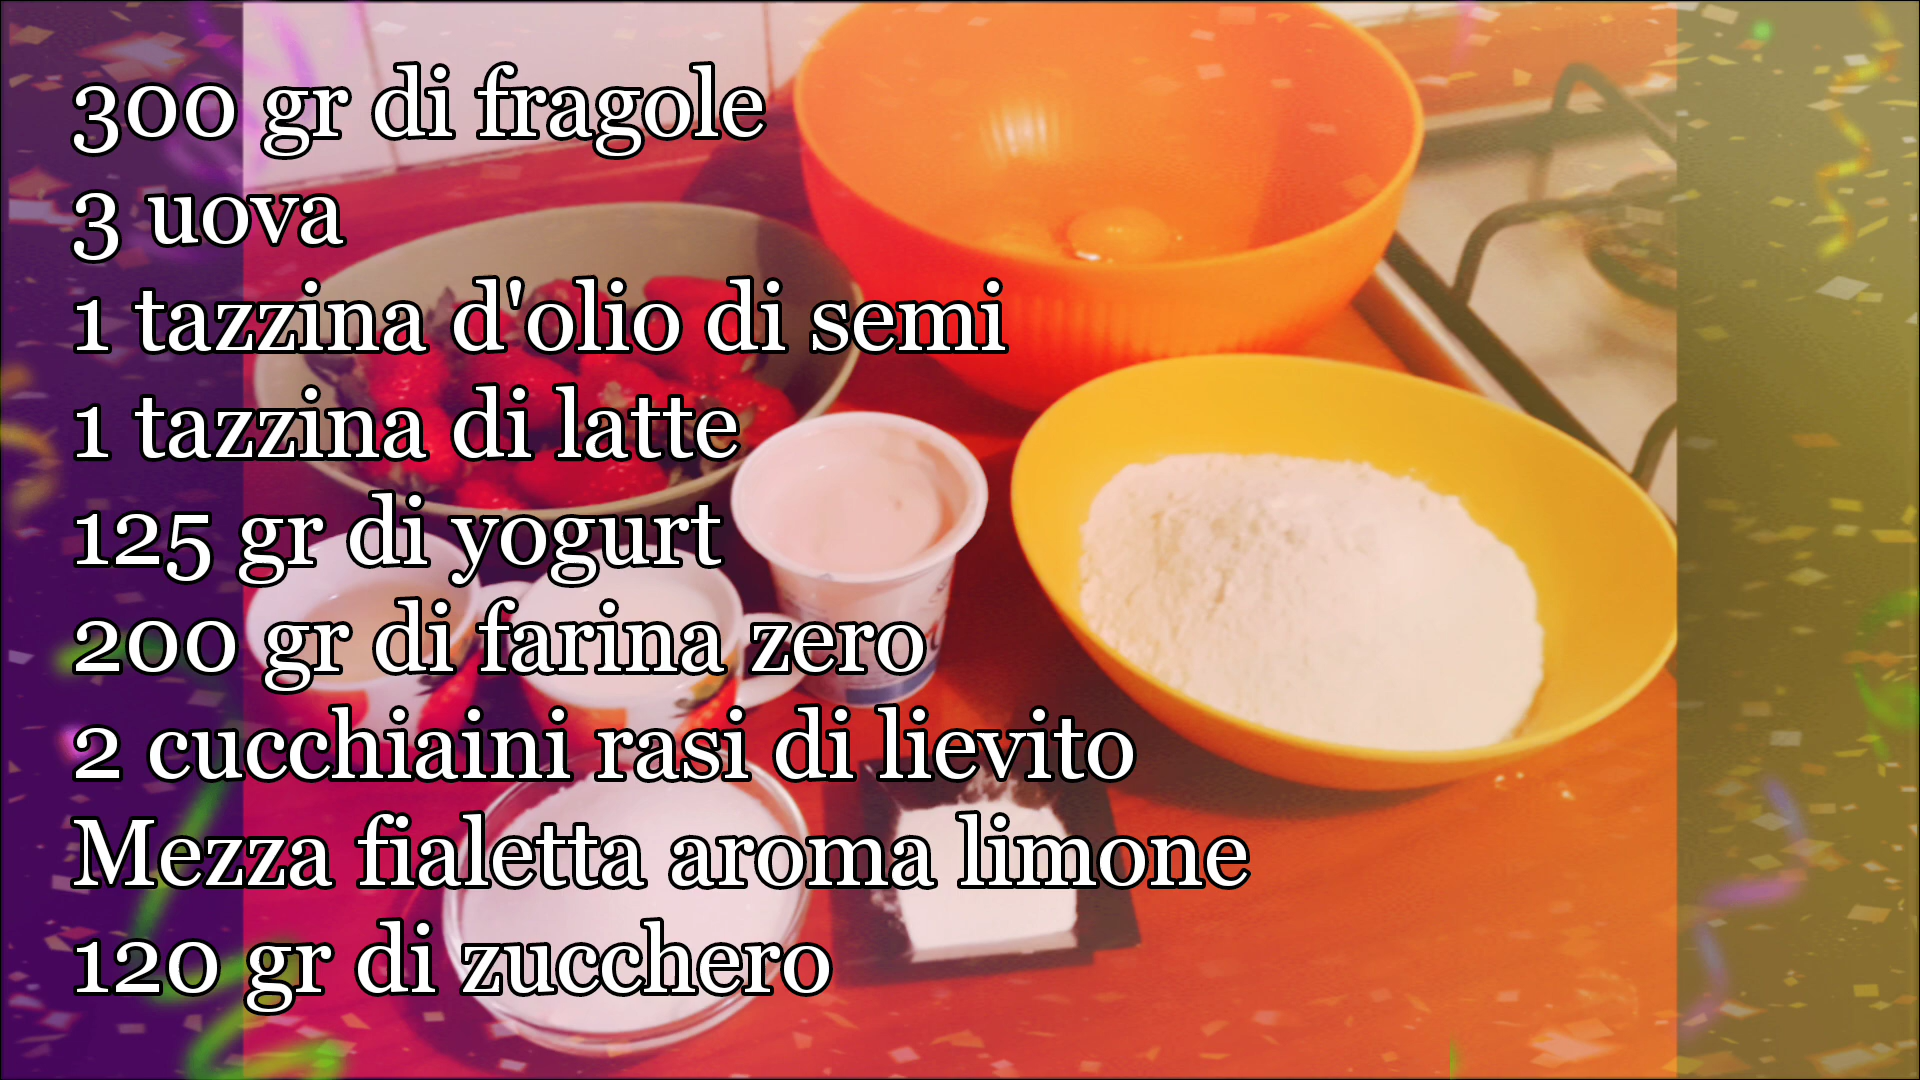 300 gr di fragole
3 uova
1 tazzina d'olio di semi
1 tazzina di latte
125 gr di yogurt
200 gr di farina zero
2 cucchiaini rasi di lievito
Mezza fialetta aroma limone
120 gr di zucchero